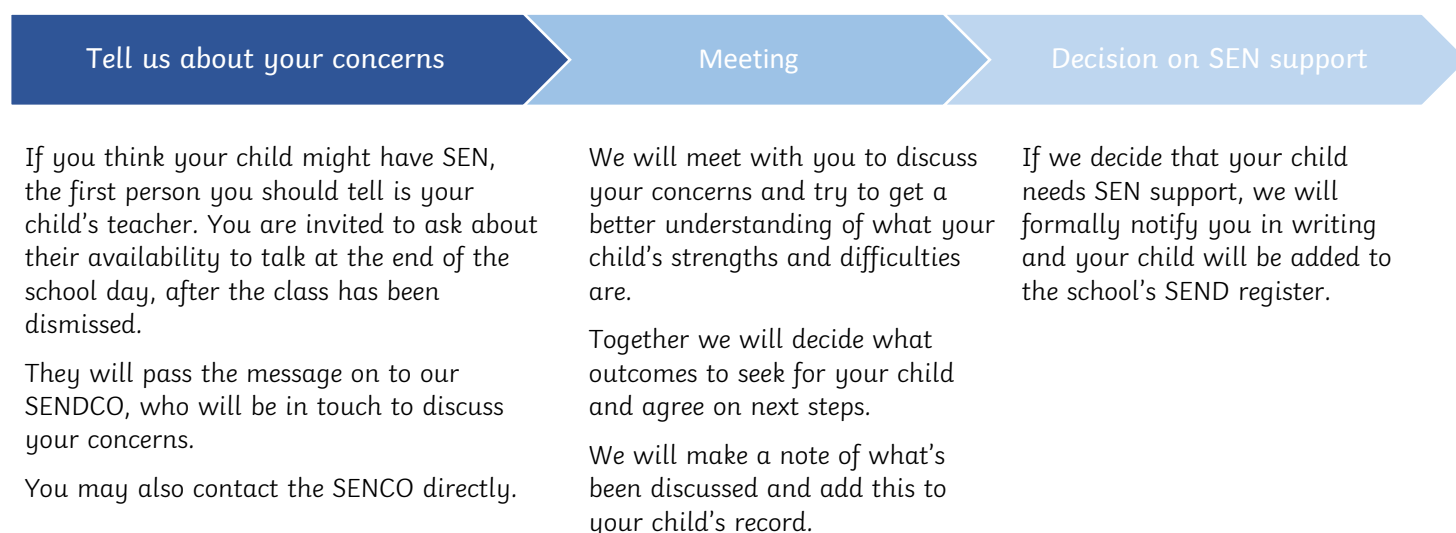 Tell us about your concerns
Meeting
Decision on SEN support
If you think your child might have SEN,
the first person you should tell is your
child's teacher. You are invited to ask about
their availability to talk at the end of the
school day, after the class has been
dismissed.
They will pass the message on to our
SENDCO, who will be in touch to discuss
your concerns.
You may also contact the SENCO directly.
We will meet with you to discuss
your concerns and try to get a
better understanding of what your
child's strengths and difficulties
are.
Together we will decide what
outcomes to seek for your child
and agree on next steps.
We will make a note of what's
been discussed and add this to
your child's record.
If we decide that your child
needs SEN support, we will
formally notify you in writing
and your child will be added to
the school's SEND register.